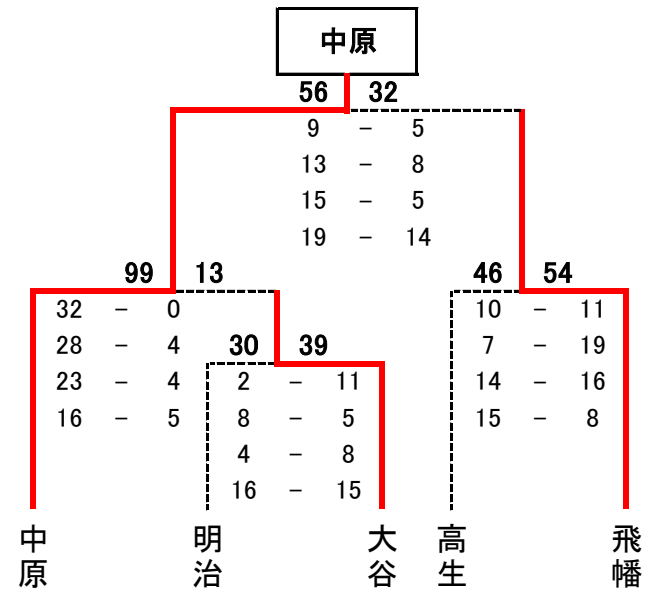 中原
56 32
9 － 5
13 － 8
15 － 5
19 － 14
99 13
46 54
32 － 0
10 － 11
28 － 4
30 39
7 － 19
23 － 4
2 － 11
14 － 16
16 － 5
8 － 5
15 － 8
4 － 8
16 － 15
中原
明治
大谷
高生
飛幡